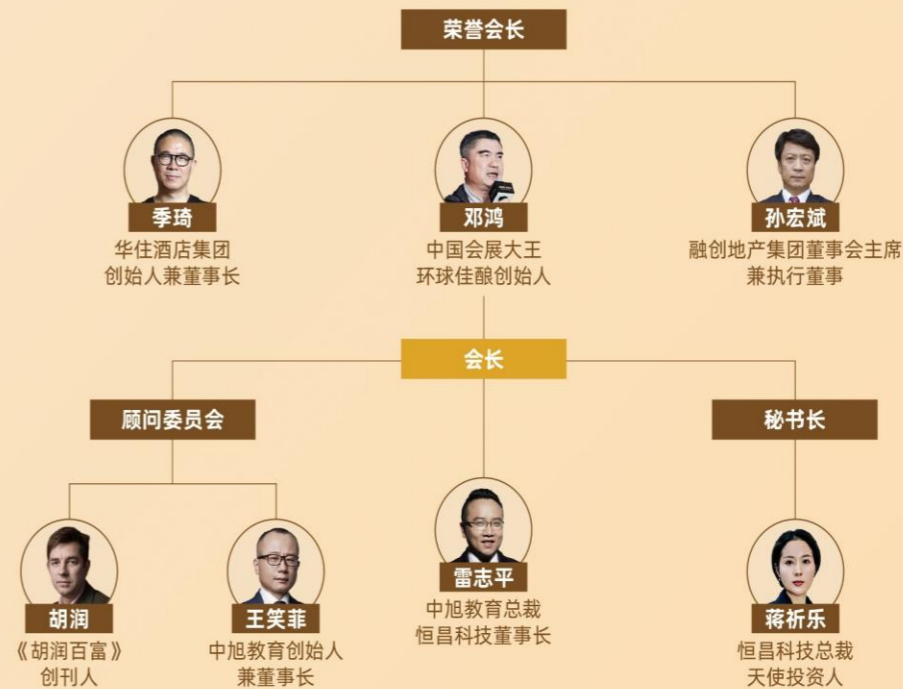 荣誉会长
季琦
华住酒店集团
创始人兼董事长
邓鸿
中国会展大王
环球佳酿创始人
孙宏斌
融创地产集团董事会主席
兼执行董事
会长
顾问委员会
秘书长
胡润
《胡润百富》
创刊人
王笑菲
中旭教育创始人
兼董事长
雷志平
中旭教育总裁
恒昌科技董事长
蒋祈乐
恒昌科技总裁
天使投资人